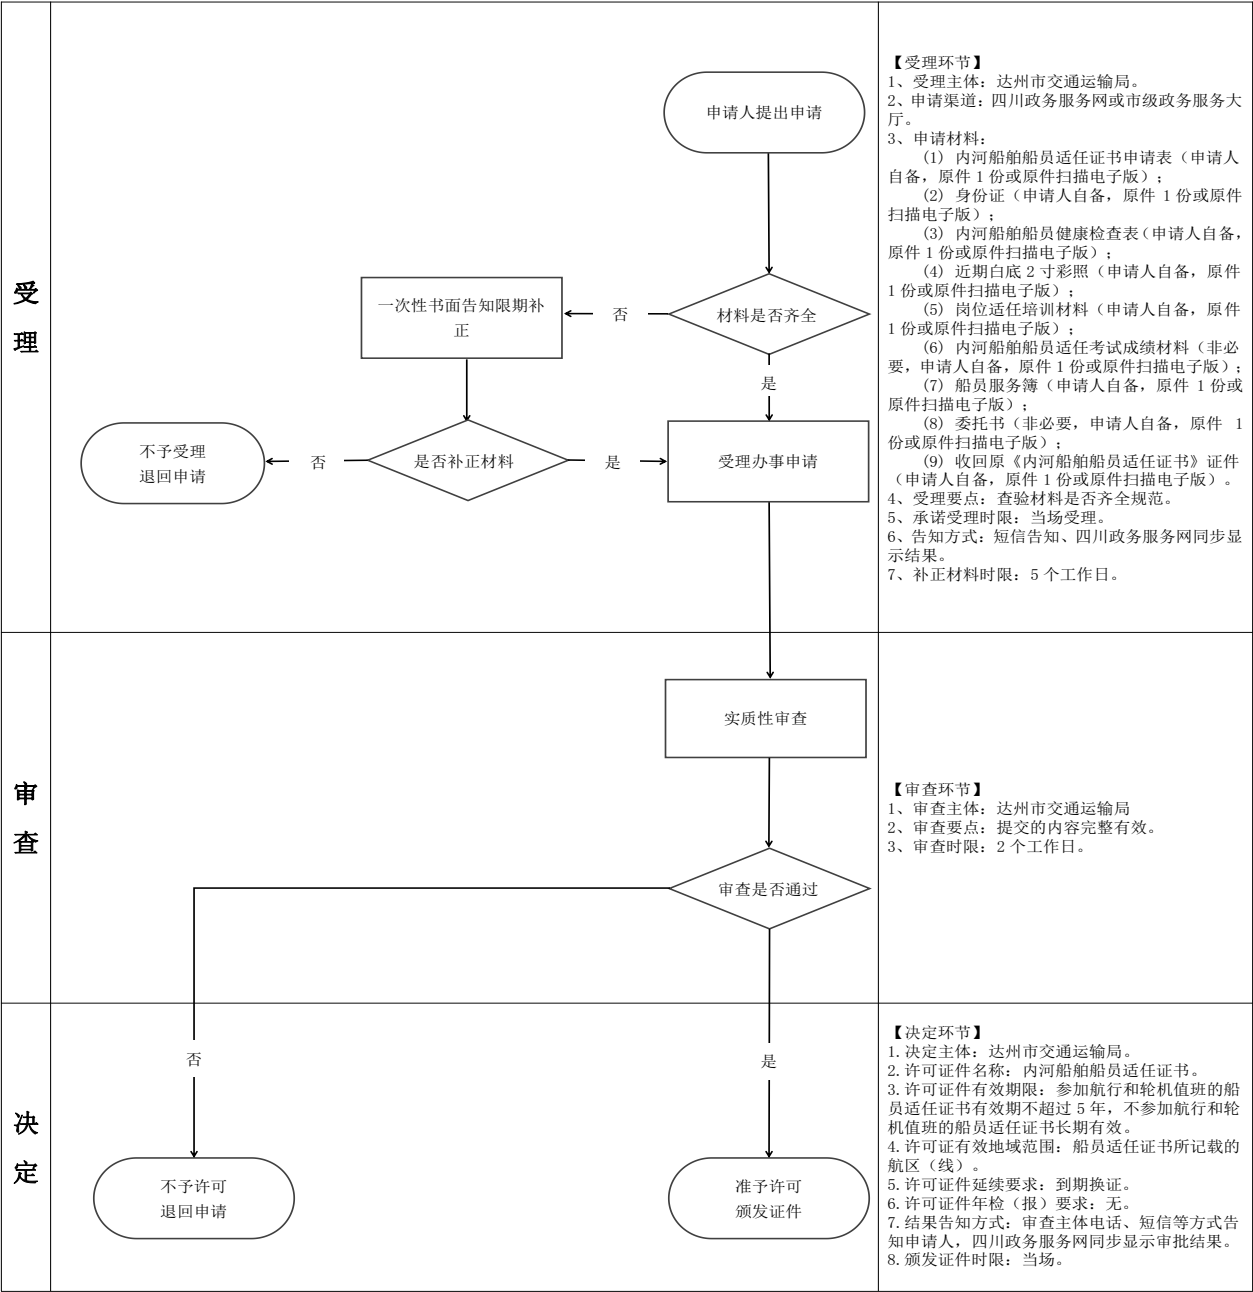 受
理
申请人提出申请
材料是否齐全
否
一次性书面告知限期补
正
是
是否补正材料
否
不予受理
退回申请
是
受理办事申请
【受理环节】
1、受理主体：达州市交通运输局。
2、申请渠道：四川政务服务网或市级政务服务大
厅。
3、申请材料：
(1) 内河船舶船员适任证书申请表（申请人
自备，原件 1 份或原件扫描电子版）；
(2) 身份证（申请人自备，原件 1 份或原件
扫描电子版）；
(3) 内河船舶船员健康检查表（申请人自备，
原件 1 份或原件扫描电子版）；
(4) 近期白底 2 寸彩照（申请人自备，原件
1 份或原件扫描电子版）；
(5) 岗位适任培训材料（申请人自备，原件
1 份或原件扫描电子版）；
(6) 内河船舶船员适任考试成绩材料（非必
要，申请人自备，原件 1 份或原件扫描电子版）；
(7) 船员服务簿（申请人自备，原件 1 份或
原件扫描电子版）；
(8) 委托书（非必要，申请人自备，原件 1
份或原件扫描电子版）；
(9) 收回原《内河船舶船员适任证书》证件
（申请人自备，原件 1 份或原件扫描电子版）。
4、受理要点：查验材料是否齐全规范。
5、承诺受理时限：当场受理。
6、告知方式：短信告知、四川政务服务网同步显
示结果。
7、补正材料时限：5 个工作日。
审
查
实质性审查
审查是否通过
【审查环节】
1、审查主体：达州市交通运输局
2、审查要点：提交的内容完整有效。
3、审查时限：2 个工作日。
决
定
否
是
不予许可
退回申请
准予许可
颁发证件
【决定环节】
1.决定主体：达州市交通运输局。
2.许可证件名称：内河船舶船员适任证书。
3.许可证件有效期限：参加航行和轮机值班的船
员适任证书有效期不超过 5 年，不参加航行和轮
机值班的船员适任证书长期有效。
4.许可证有效地域范围：船员适任证书所记载的
航区（线）。
5.许可证件延续要求：到期换证。
6.许可证件年检（报）要求：无。
7.结果告知方式：审查主体电话、短信等方式告
知申请人，四川政务服务网同步显示审批结果。
8.颁发证件时限：当场。